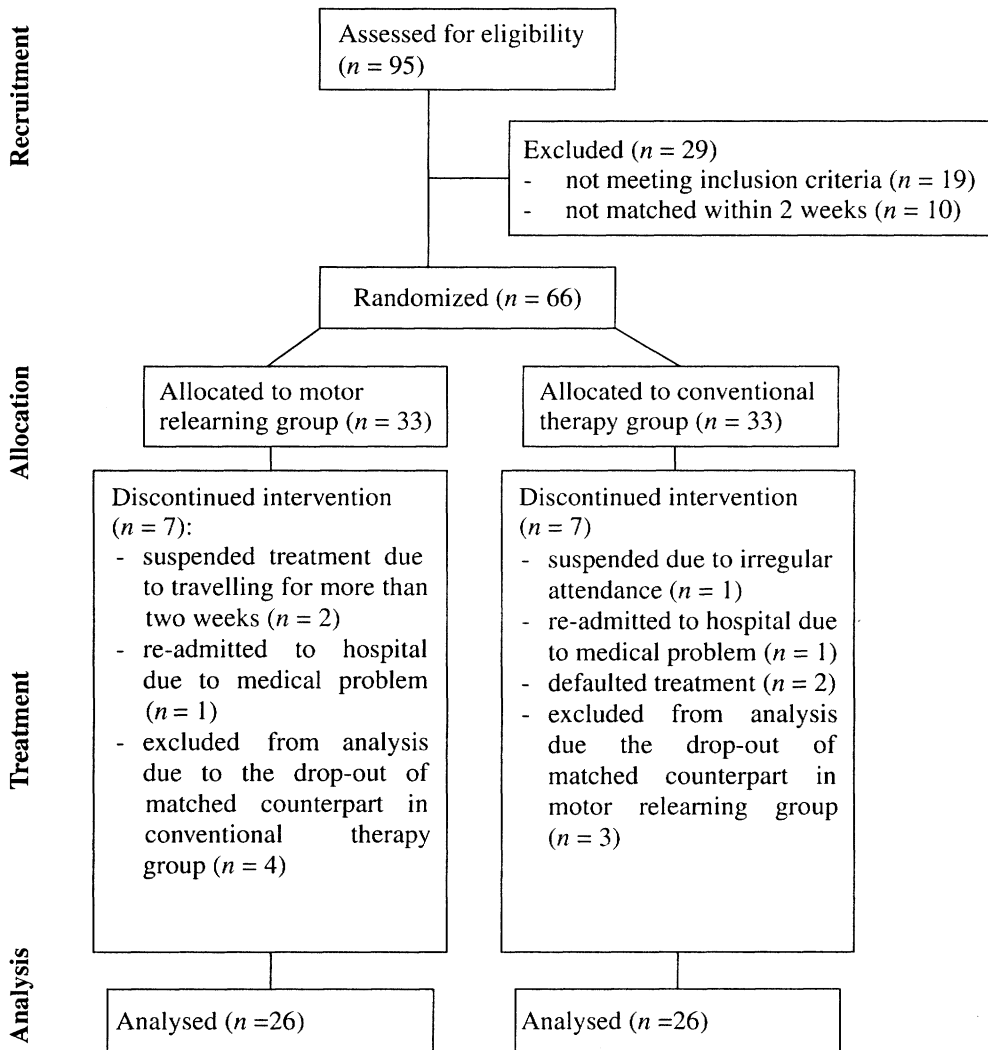 Recruitment
Assessed for eligibility
(n = 95)
Excluded (n = 29)
- not meeting inclusion criteria (n = 19)
- not matched within 2 weeks (n = 10)
Randomized (n = 66)
Allocation
Allocated to motor
relearning group (n = 33)
Allocated to conventional
therapy group (n = 33)
Treatment
Discontinued intervention
(n = 7):
- suspended treatment due
to travelling for more than
two weeks (n = 2)
- re-admitted to hospital
due to medical problem
(n = 1)
- excluded from analysis
due to the drop-out of
matched counterpart in
conventional therapy
group (n = 4)
Discontinued intervention
(n = 7)
- suspended due to irregular
attendance (n = 1)
- re-admitted to hospital due
to medical problem (n = 1)
- defaulted treatment (n = 2)
- excluded from analysis
due the drop-out of
matched counterpart in
motor relearning group
(n = 3)
Analysis
Analysed (n =26)
Analysed (n =26)